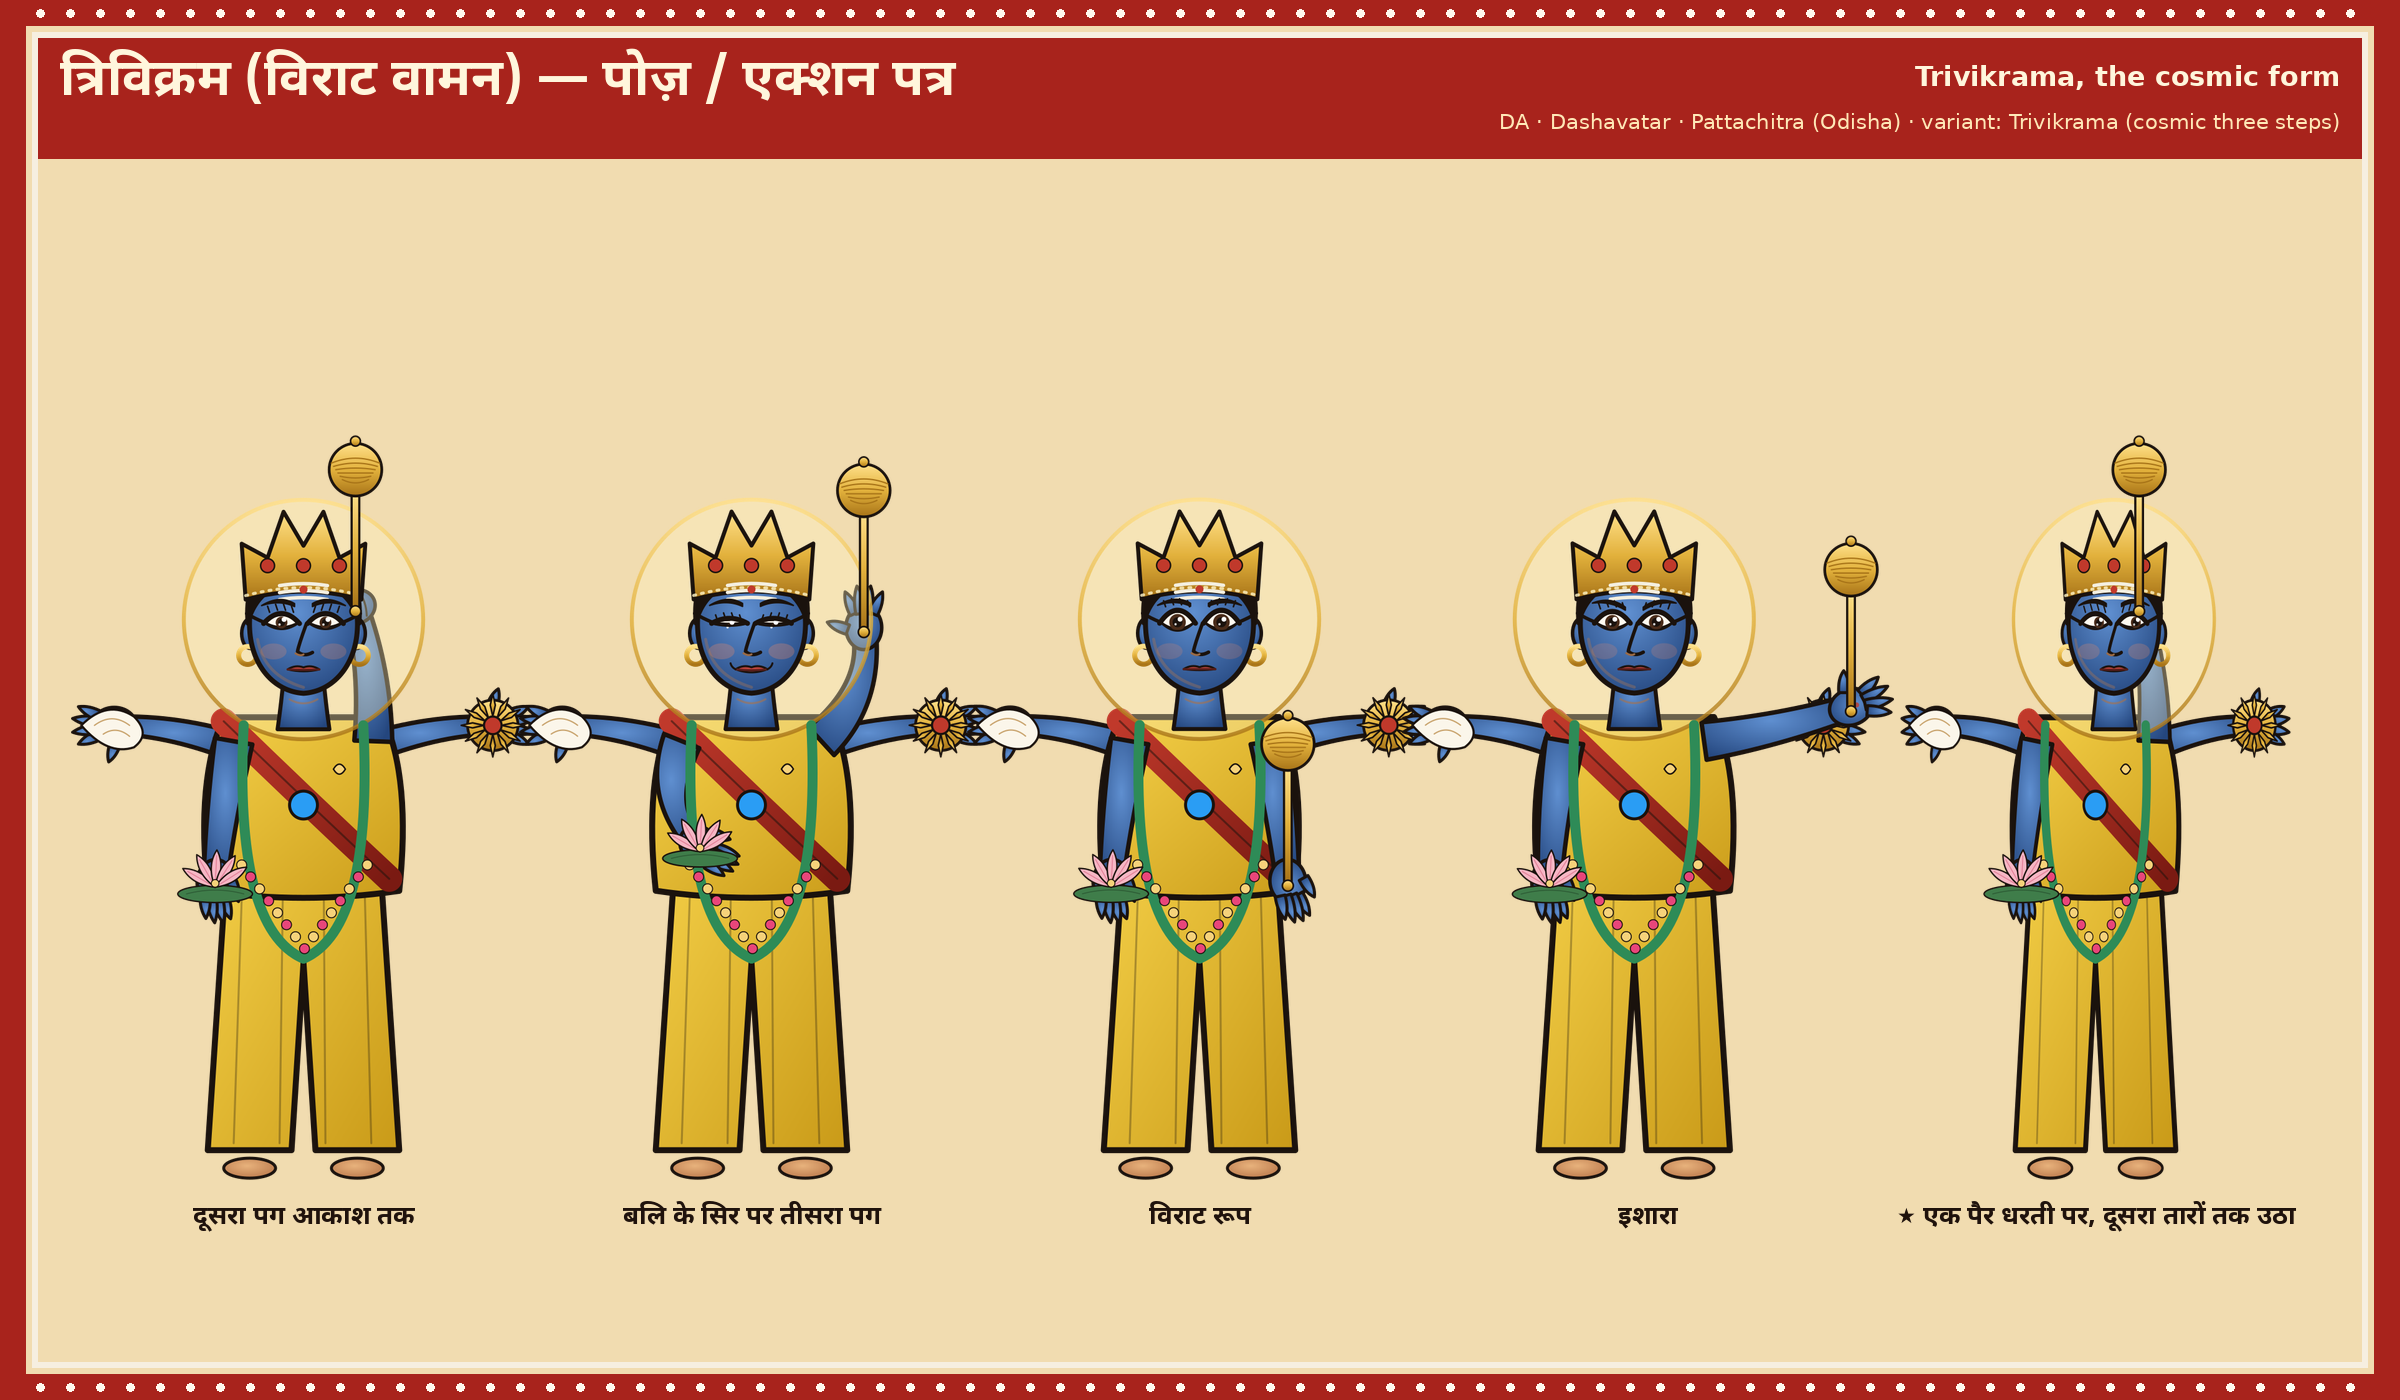 त्रिविक्रम (विराट वामन) — पोज़ / एक्शन पत्र
Trivikrama, the cosmic form
DA · Dashavatar · Pattachitra (Odisha) · variant: Trivikrama (cosmic three steps)
दूसरा पग आकाश तक
बलि के सिर पर तीसरा पग
विराट रूप
इशारा
★ एक पैर धरती पर, दूसरा तारों तक उठा